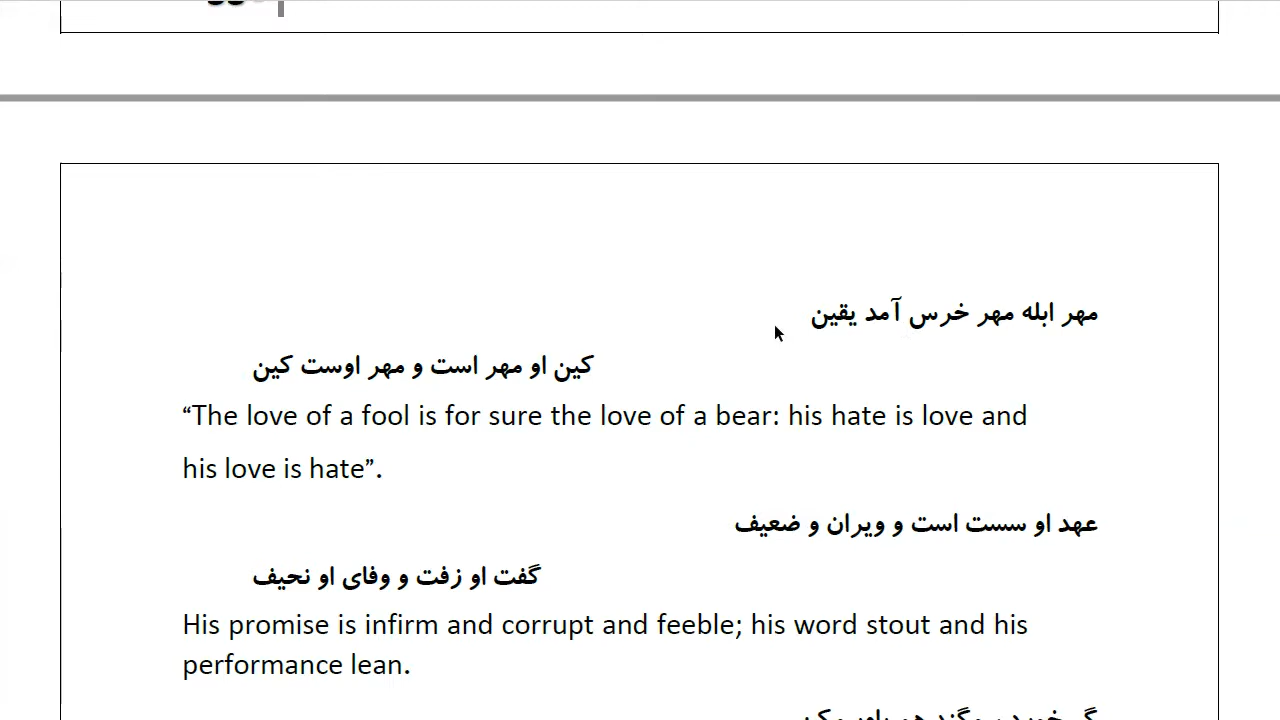 مهر ابله مهر خرس آمد یقین
کین او مهر است و مهر اوست کین
“The love of a fool is for sure the love of a bear: his hate is love and
his love is hate”.
عهد او سست است و ویران و ضعیف
گفت او زفت و وفای او نحیف
His promise is infirm and corrupt and feeble; his word stout and his
performance lean.